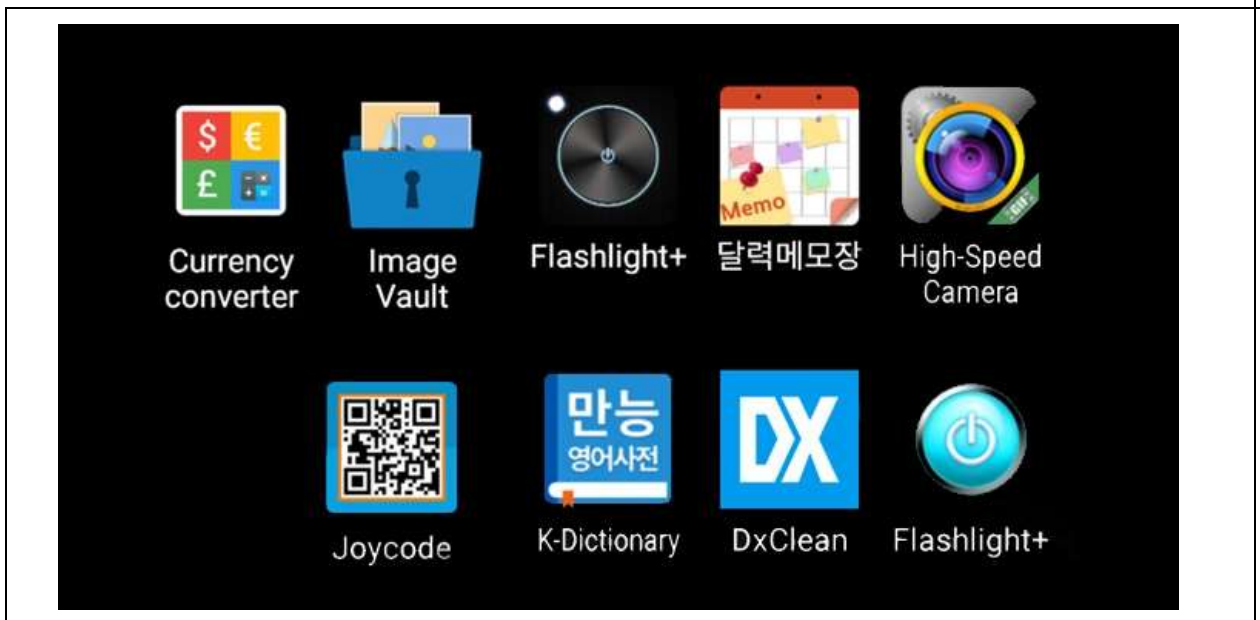 $ €
£
Memo
GIF
Currency
converter
Image
Vault
Flashlight+
달력메모장
High-Speed
Camera
만능
영어사전
DX
Joycode
K-Dictionary
DxClean
Flashlight+